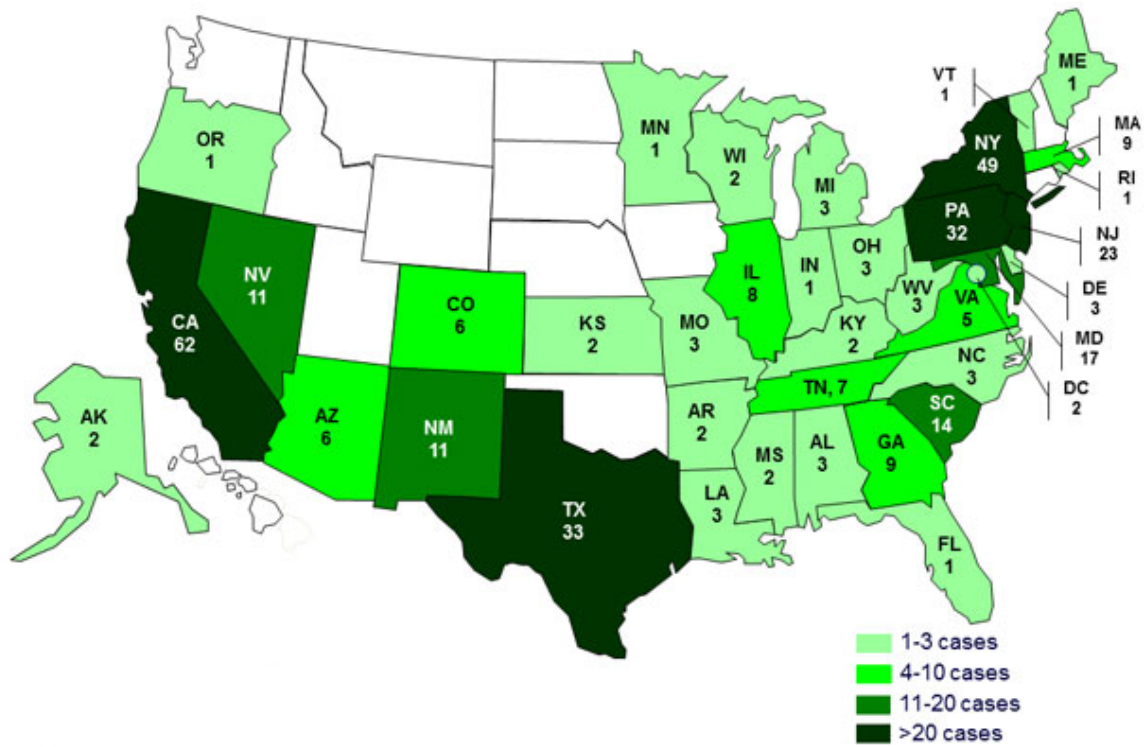 ME
1
VT
1
MA
9
NY
49
RI
1
OR
1
MN
1
WI
2
MI
3
PA
32
NJ
23
NV
11
IL
8
IN
1
OH
3
WV
3
VA
5
DE
3
CO
6
KS
2
MO
3
KY
2
MD
17
CA
62
NC
3
TN, 7
DC
2
AK
2
AZ
6
NM
11
AR
2
SC
14
MS
2
AL
3
GA
9
LA
3
TX
33
FL
1
1-3 cases
4-10 cases
11-20 cases
>20 cases